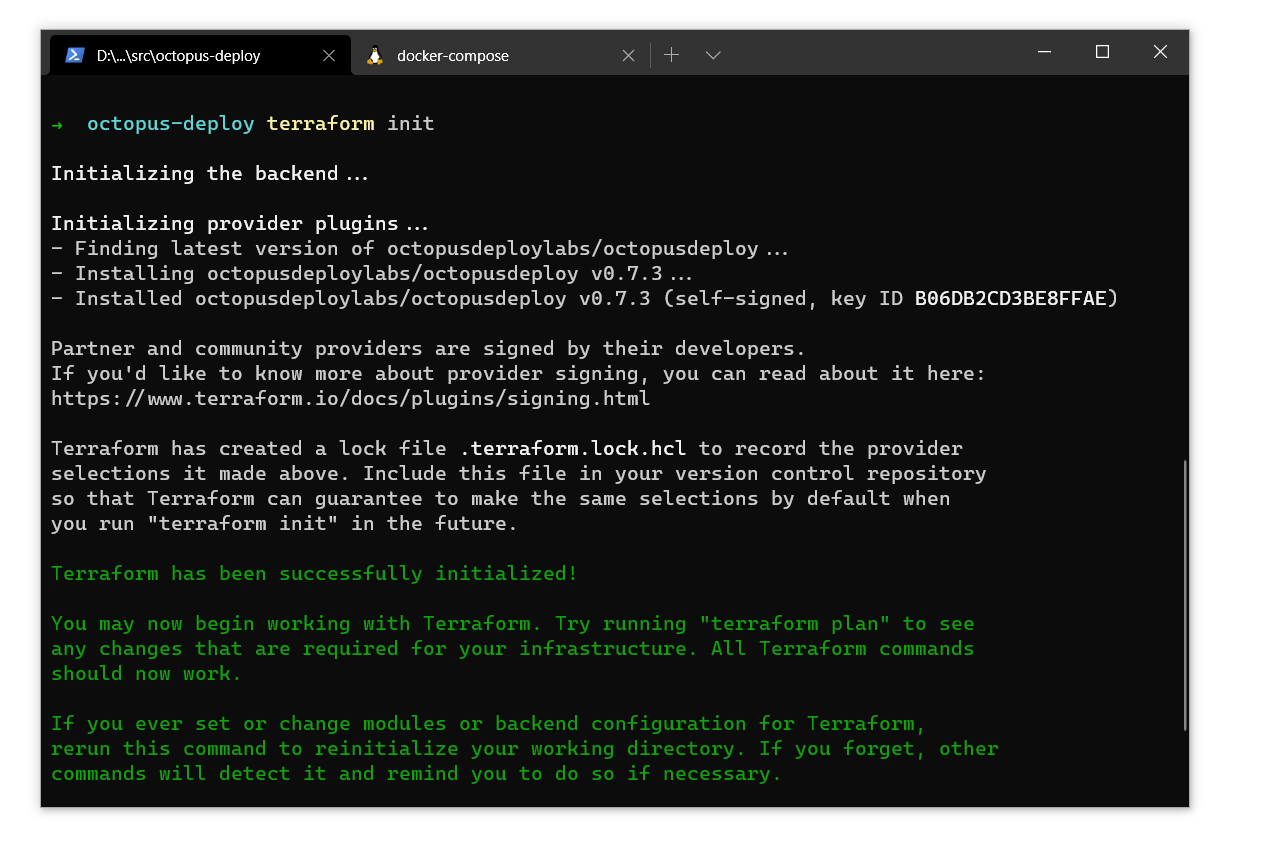 D:\...\src\octopus-deploy
docker-compose
→ octopus-deploy terraform init
Initializing the backend...
Initializing provider plugins...
- Finding latest version of octopusdeploylabs/octopusdeploy...
- Installing octopusdeploylabs/octopusdeploy v0.7.3...
- Installed octopusdeploylabs/octopusdeploy v0.7.3 (self-signed, key ID B06DB2CD3BE8FFAE)
Partner and community providers are signed by their developers.
If you'd like to know more about provider signing, you can read about it here:
https://www.terraform.io/docs/plugins/signing.html
Terraform has created a lock file .terraform.lock.hcl to record the provider
selections it made above. Include this file in your version control repository
so that Terraform can guarantee to make the same selections by default when
you run "terraform init" in the future.
Terraform has been successfully initialized!
You may now begin working with Terraform. Try running "terraform plan" to see
any changes that are required for your infrastructure. All Terraform commands
should now work.
If you ever set or change modules or backend configuration for Terraform,
rerun this command to reinitialize your working directory. If you forget, other
commands will detect it and remind you to do so if necessary.